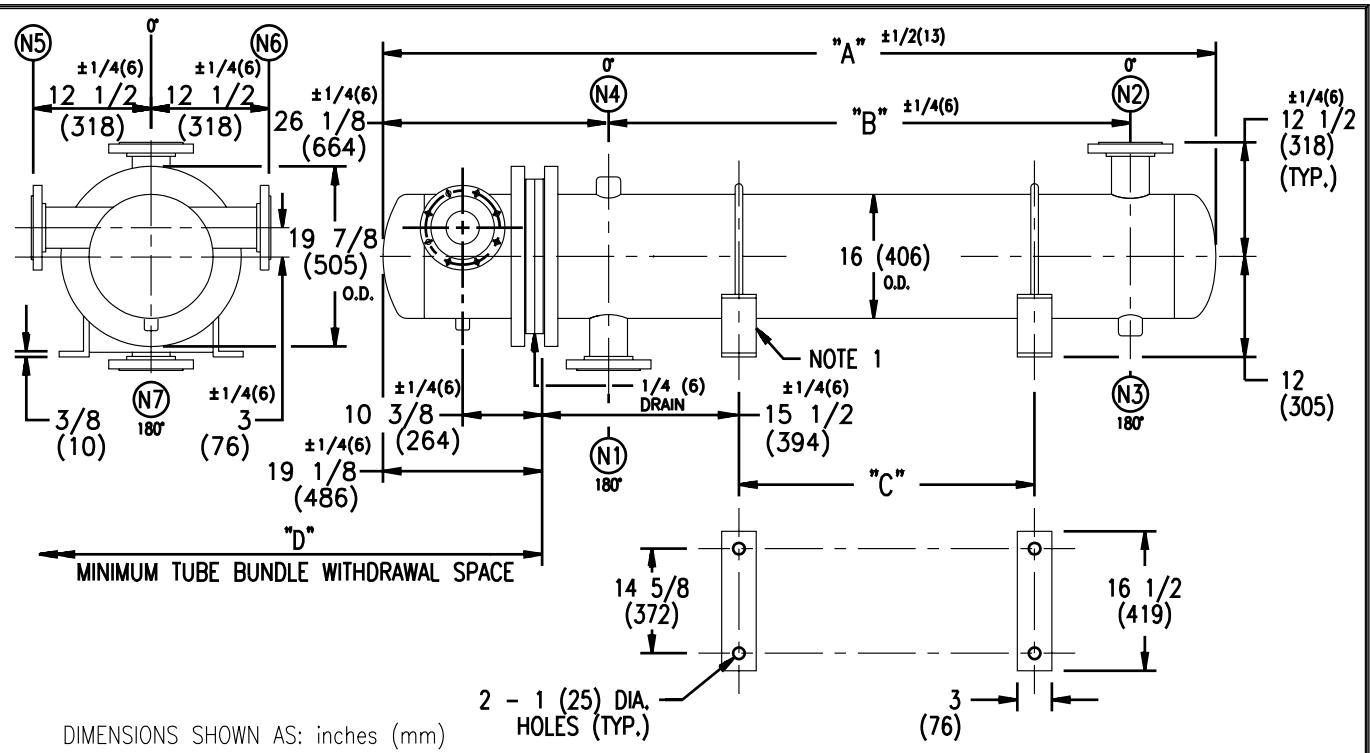 0°
N5
N6
±1/4(6)
12 1/2
(318)
±1/4(6)
12 1/2
(318)
±1/4(6)
26 1/8
(664)
"A" ±1/2(13)
0°
N4
"B" ±1/4(6)
0°
N2
±1/4(6)
12 1/2
(318)
(TYP.)
19 7/8
(505)
O.D.
16 (406)
O.D.
NOTE 1
3/8
(10)
N7
180°
±1/4(6)
3
(76)
±1/4(6)
10 3/8
(264)
1/4 (6)
DRAIN
±1/4(6)
15 1/2
(394)
N3
180°
12
(305)
±1/4(6)
19 1/8
(486)
N1
180°
"C"
"D"
MINIMUM TUBE BUNDLE WITHDRAWAL SPACE
14 5/8
(372)
16 1/2
(419)
2 - 1 (25) DIA.
HOLES (TYP.)
3
(76)
DIMENSIONS SHOWN AS: inches (mm)